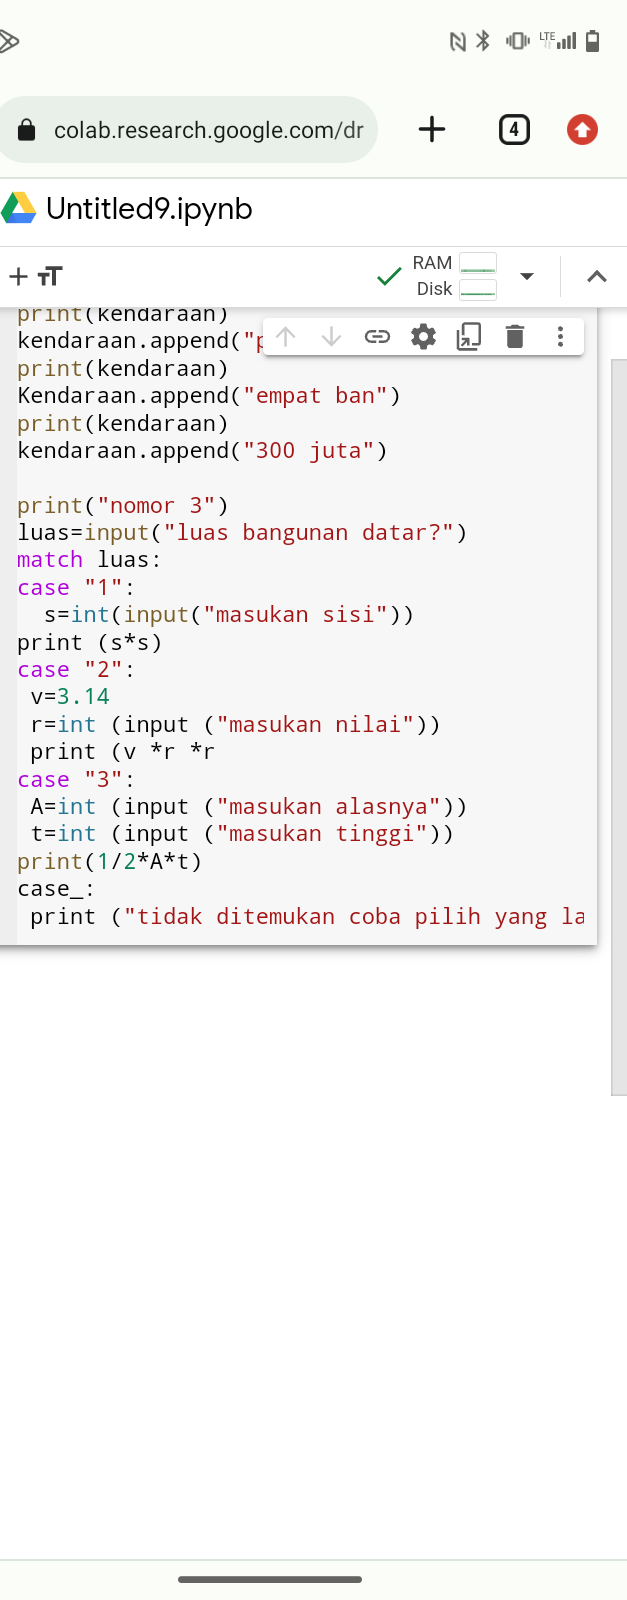 LTE
colab.research.google.com/dr
4
Untitled9.ipynb
RAM
Disk
print(kendaraan)
kendaraan.append("p
print(kendaraan)
Kendaraan.append("empat ban")
print(kendaraan)
kendaraan.append("300 juta")
print("nomor 3")
luas=input("luas bangunan datar?")
match luas:
case "1":
s=int(input("masukan sisi"))
print (s*s)
case "2":
v=3.14
r=int (input ("masukan nilai"))
print (v *r *r
case "3":
A=int (input ("masukan alasnya"))
t=int (input ("masukan tinggi"))
print(1/2*A*t)
case_:
print ("tidak ditemukan coba pilih yang la